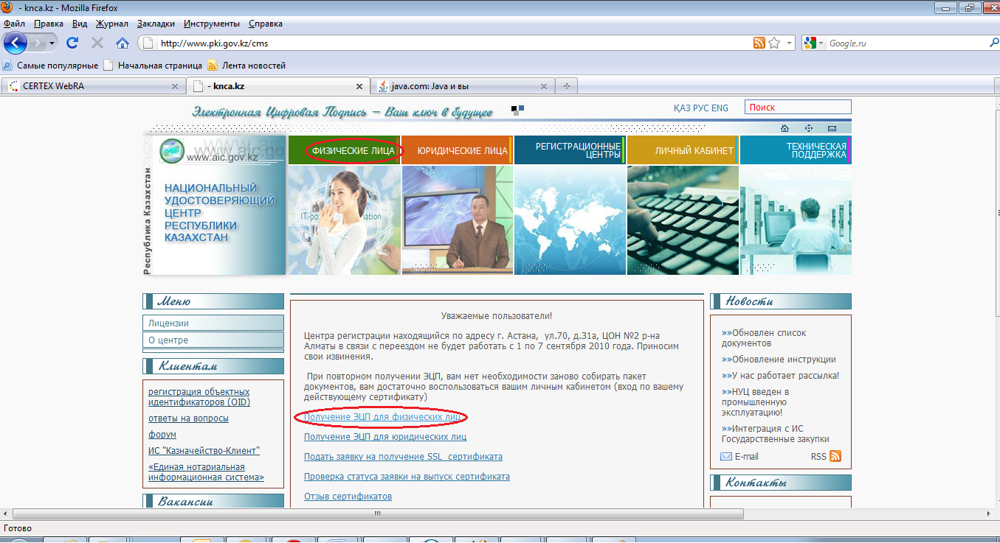 - knca.kz - Mozilla Firefox
Файл Правка Вид Журнал Закладки Инструменты Справка
http://www.pki.gov.kz/cms
Google.ru
Самые популярные Начальная страница Лента новостей
CERTEX WebRA
- knca.kz
java.com: Java и вы
Электронная Цифровая Подпись – Ваш ключ в будущее
ҚАЗ РУС ENG
Поиск
www.aic.gov.kz
Республика Казахстан
НАЦИОНАЛЬНЫЙ
УДОСТОВЕРЯЮЩИЙ
ЦЕНТР
РЕСПУБЛИКИ
КАЗАХСТАН
ФИЗИЧЕСКИЕ ЛИЦА
ЮРИДИЧЕСКИЕ ЛИЦА
РЕГИСТРАЦИОННЫЕ
ЦЕНТРЫ
ЛИЧНЫЙ КАБИНЕТ
ТЕХНИЧЕСКАЯ
ПОДДЕРЖКА
Меню
Лицензии
О центре
Клиентам
регистрация объектных
идентификаторов (OID)
ответы на вопросы
форум
ИС "Казначейство-Клиент"
«Единая нотариальная
информационная система»
Вакансии
Уважаемые пользователи!
Центра регистрации находящийся по адресу г. Астана, ул.70, д.31а, ЦОН №2 р-на
Алматы в связи с переездом не будет работать с 1 по 7 сентября 2010 года. Приносим
свои извинения.
При повторном получении ЭЦП, вам нет необходимости заново собирать пакет
документов, вам достаточно воспользоваться вашим личным кабинетом (вход по вашему
действующему сертификату)
Получение ЭЦП для физических лиц
Получение ЭЦП для юридических лиц
Подать заявку на получение SSL сертификата
Проверка статуса заявки на выпуск сертификата
Отзыв сертификатов
Новости
»»Обновлен список
документов
»»Обновление инструкции
»»У нас работает рассылка!
»»НУЦ введен в
промышленную
эксплуатацию!
»»Интеграция с ИС
Государственные закупки
E-mail RSS
Контакты
Готово